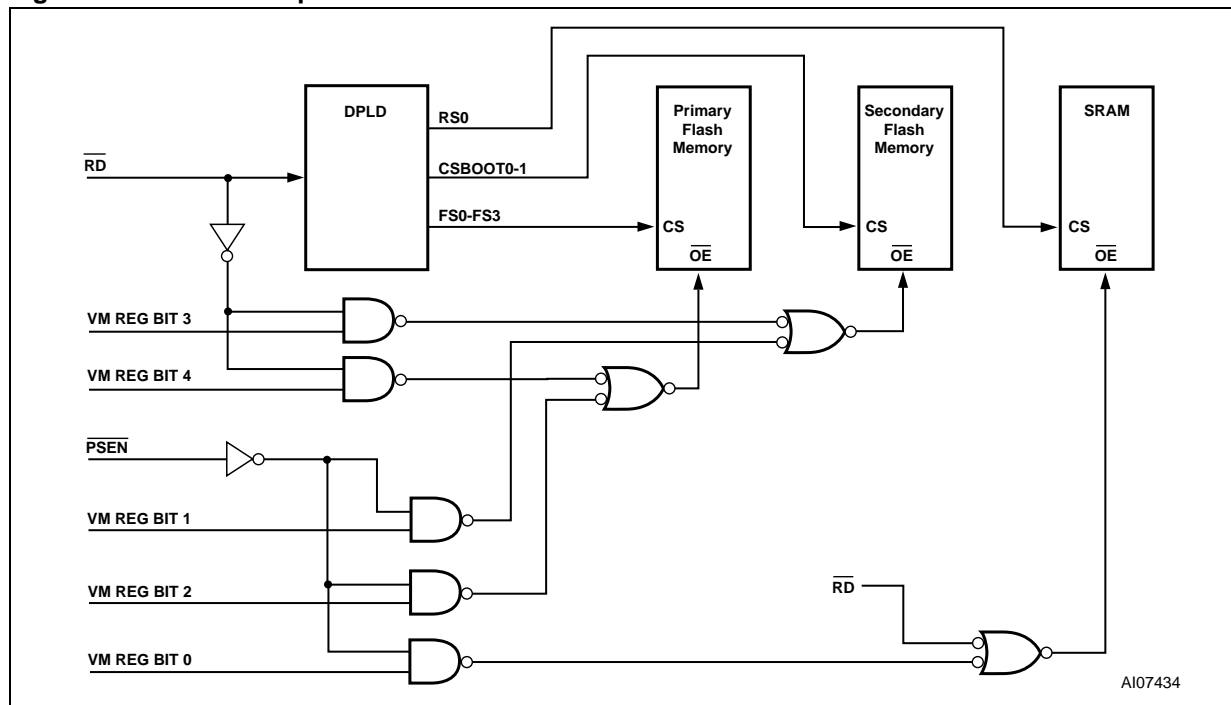 DPLD
RS0
CSBOOT0-1
FS0-FS3
Primary
Flash
Memory
CS
OE
Secondary
Flash
Memory
CS
OE
SRAM
CS
OE
RD
VM REG BIT 3
VM REG BIT 4
PSEN
VM REG BIT 1
VM REG BIT 2
VM REG BIT 0
RD
AI07434